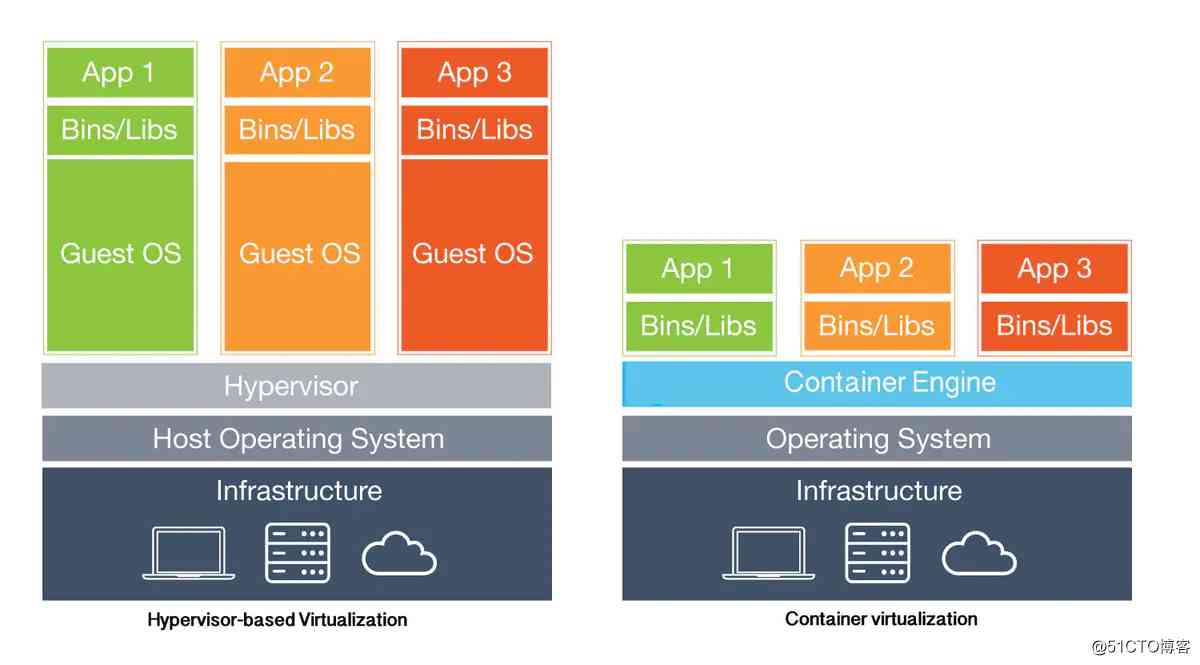 App 1
App 2
App 3
Bins/Libs
Bins/Libs
Bins/Libs
Guest OS
Guest OS
Guest OS
Hypervisor
Host Operating System
Infrastructure
Hypervisor-based Virtualization
App 1
App 2
App 3
Bins/Libs
Bins/Libs
Bins/Libs
Container Engine
Operating System
Infrastructure
Container virtualization
@51CTO博客